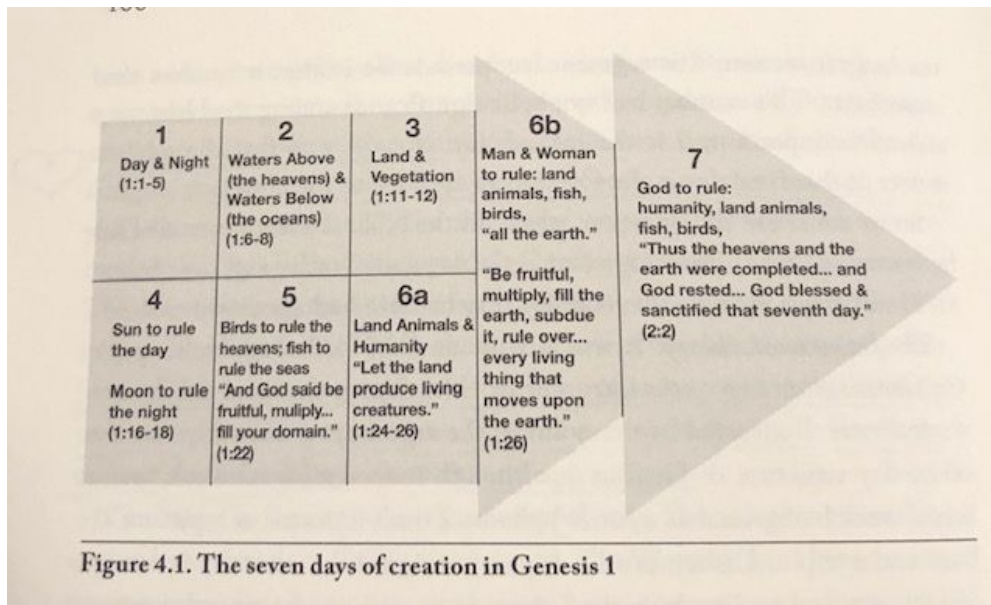 1
Day & Night
(1:1-5)
2
Waters Above
(the heavens) &
Waters Below
(the oceans)
(1:6-8)
3
Land &
Vegetation
(1:11-12)
4
Sun to rule
the day
Moon to rule
the night
(1:16-18)
5
Birds to rule the
heavens; fish to
rule the seas
"And God said be
fruitful, muliply...
fill your domain."
(1:22)
6a
Land Animals &
Humanity
"Let the land
produce living
creatures."
(1:24-26)
6b
Man & Woman
to rule: land
animals, fish,
birds,
"all the earth."
"Be fruitful,
multiply, fill the
earth, subdue
it, rule over...
every living
thing that
moves upon
the earth."
(1:26)
7
God to rule:
humanity, land animals,
fish, birds,
"Thus the heavens and the
earth were completed... and
God rested... God blessed &
sanctified that seventh day."
(2:2)
Figure 4.1. The seven days of creation in Genesis 1